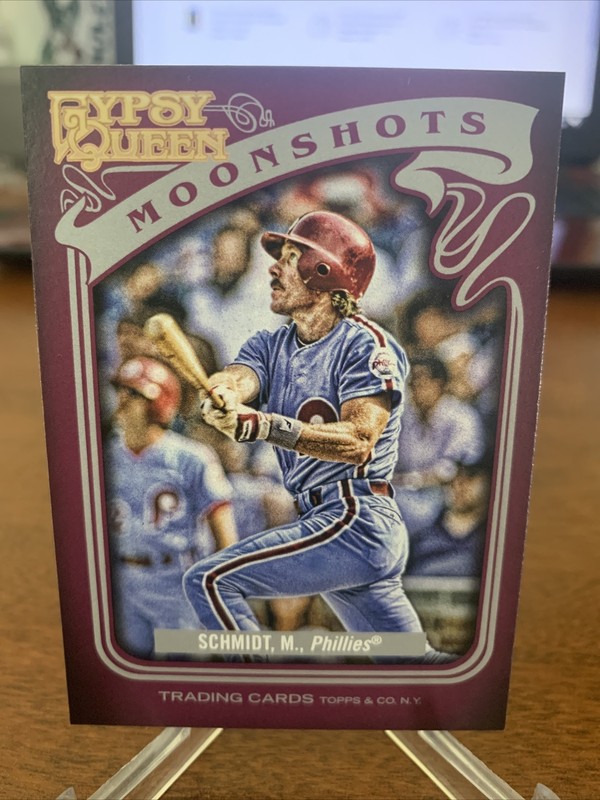 GYPSY
QUEEN
MOONSHOTS
P
P
SCHMIDT, M., Phillies®
TRADING CARDS TOPPS & CO. N.Y.